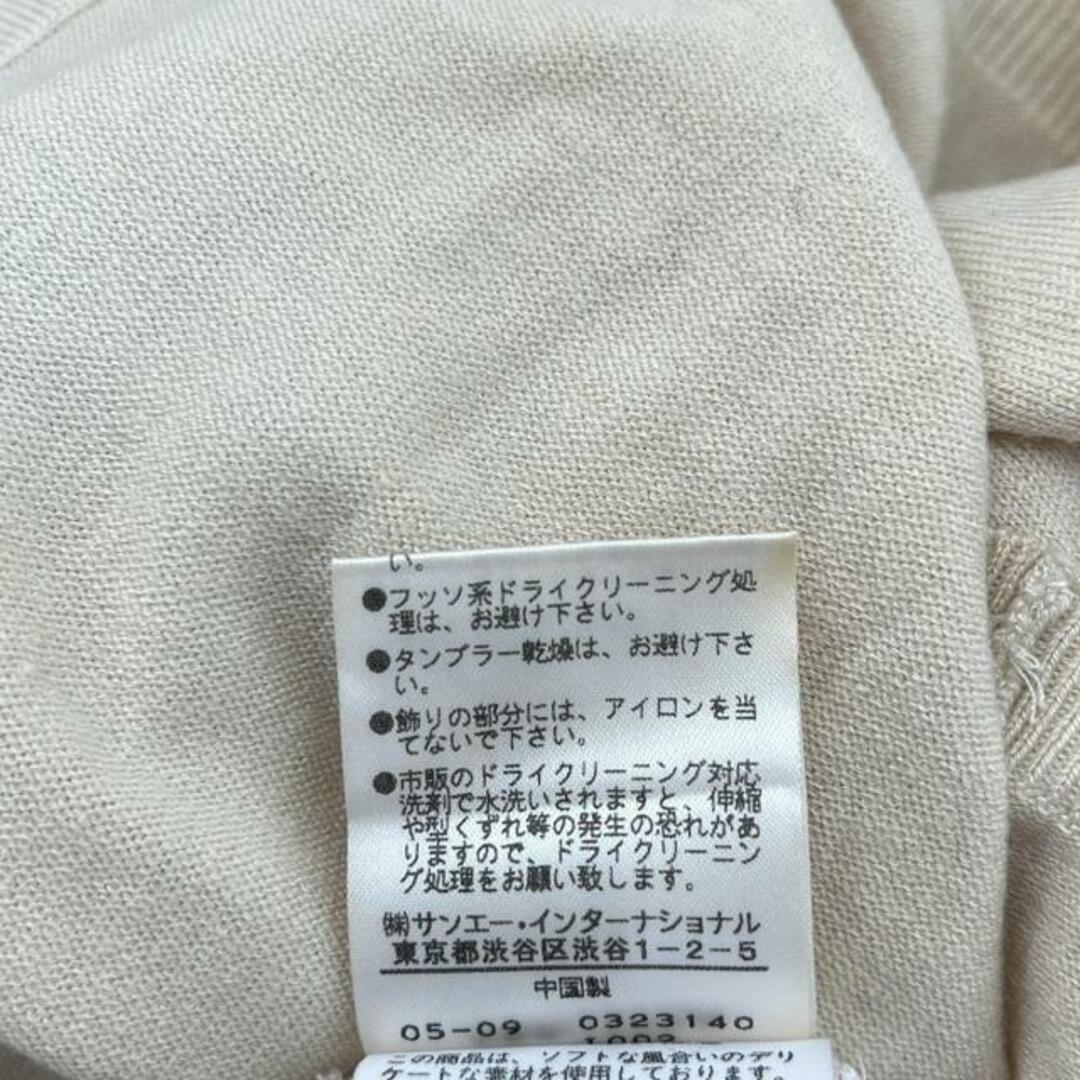 い。
●フッソ系ドライクリーニング処
理は、お避け下さい。
●タンブラー乾燥は、お避け下さ
い。
●飾りの部分には、アイロンを当
てないで下さい。
●市販のドライクリーニング対応
洗剤で水洗いされますと、伸縮
や型くずれ等の発生の恐れがあ
りますので、ドライクリーニン
グ処理をお願い致します。
㈱サンエー・インターナショナル
東京都渋谷区渋谷1-2-5
中国製
05-09 0323140
この商品は、ソフトな風合いのデリ
ケートな素材を使用しております。